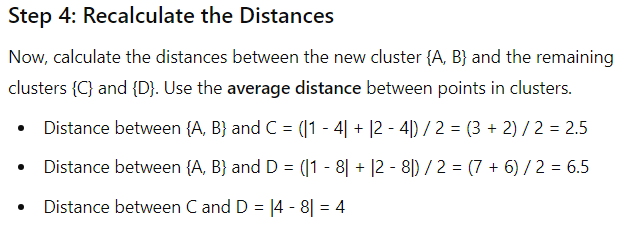 Step 4: Recalculate the Distances
Now, calculate the distances between the new cluster {A, B} and the remaining
clusters {C} and {D}. Use the average distance between points in clusters.
• Distance between {A, B} and C = (|1 - 4| + |2 - 4|) / 2 = (3 + 2) / 2 = 2.5
• Distance between {A, B} and D = (|1 - 8| + |2 - 8|) / 2 = (7 + 6) / 2 = 6.5
• Distance between C and D = |4 - 8| = 4